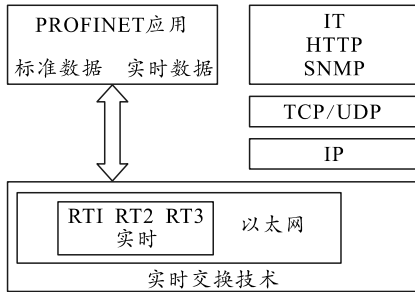 PROFINET应用
标准数据 实时数据
IT
HTTP
SNMP
TCP/UDP
IP
RTI RT2 RT3
实时
以太网
实时交换技术